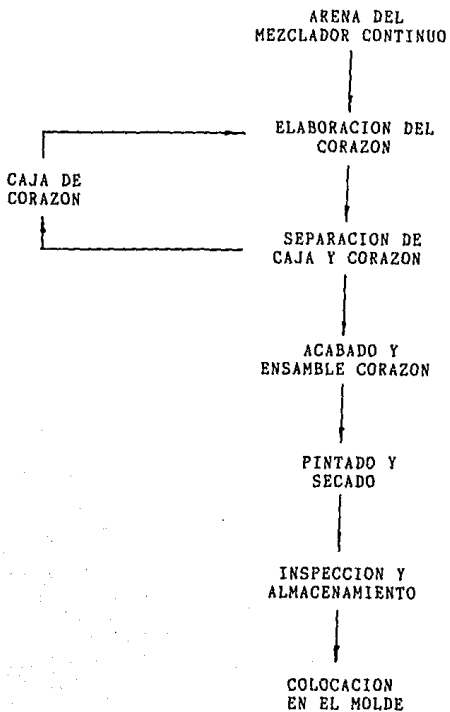 ARENA DEL
MEZCLADOR CONTINUO
ELABORACION DEL
CORAZON
CAJA DE
CORAZON
SEPARACION DE
CAJA Y CORAZON
ACABADO Y
ENSAMBLE CORAZON
PINTADO Y
SECADO
INSPECCION Y
ALMACENAMIENTO
COLOCACION
EN EL MOLDE